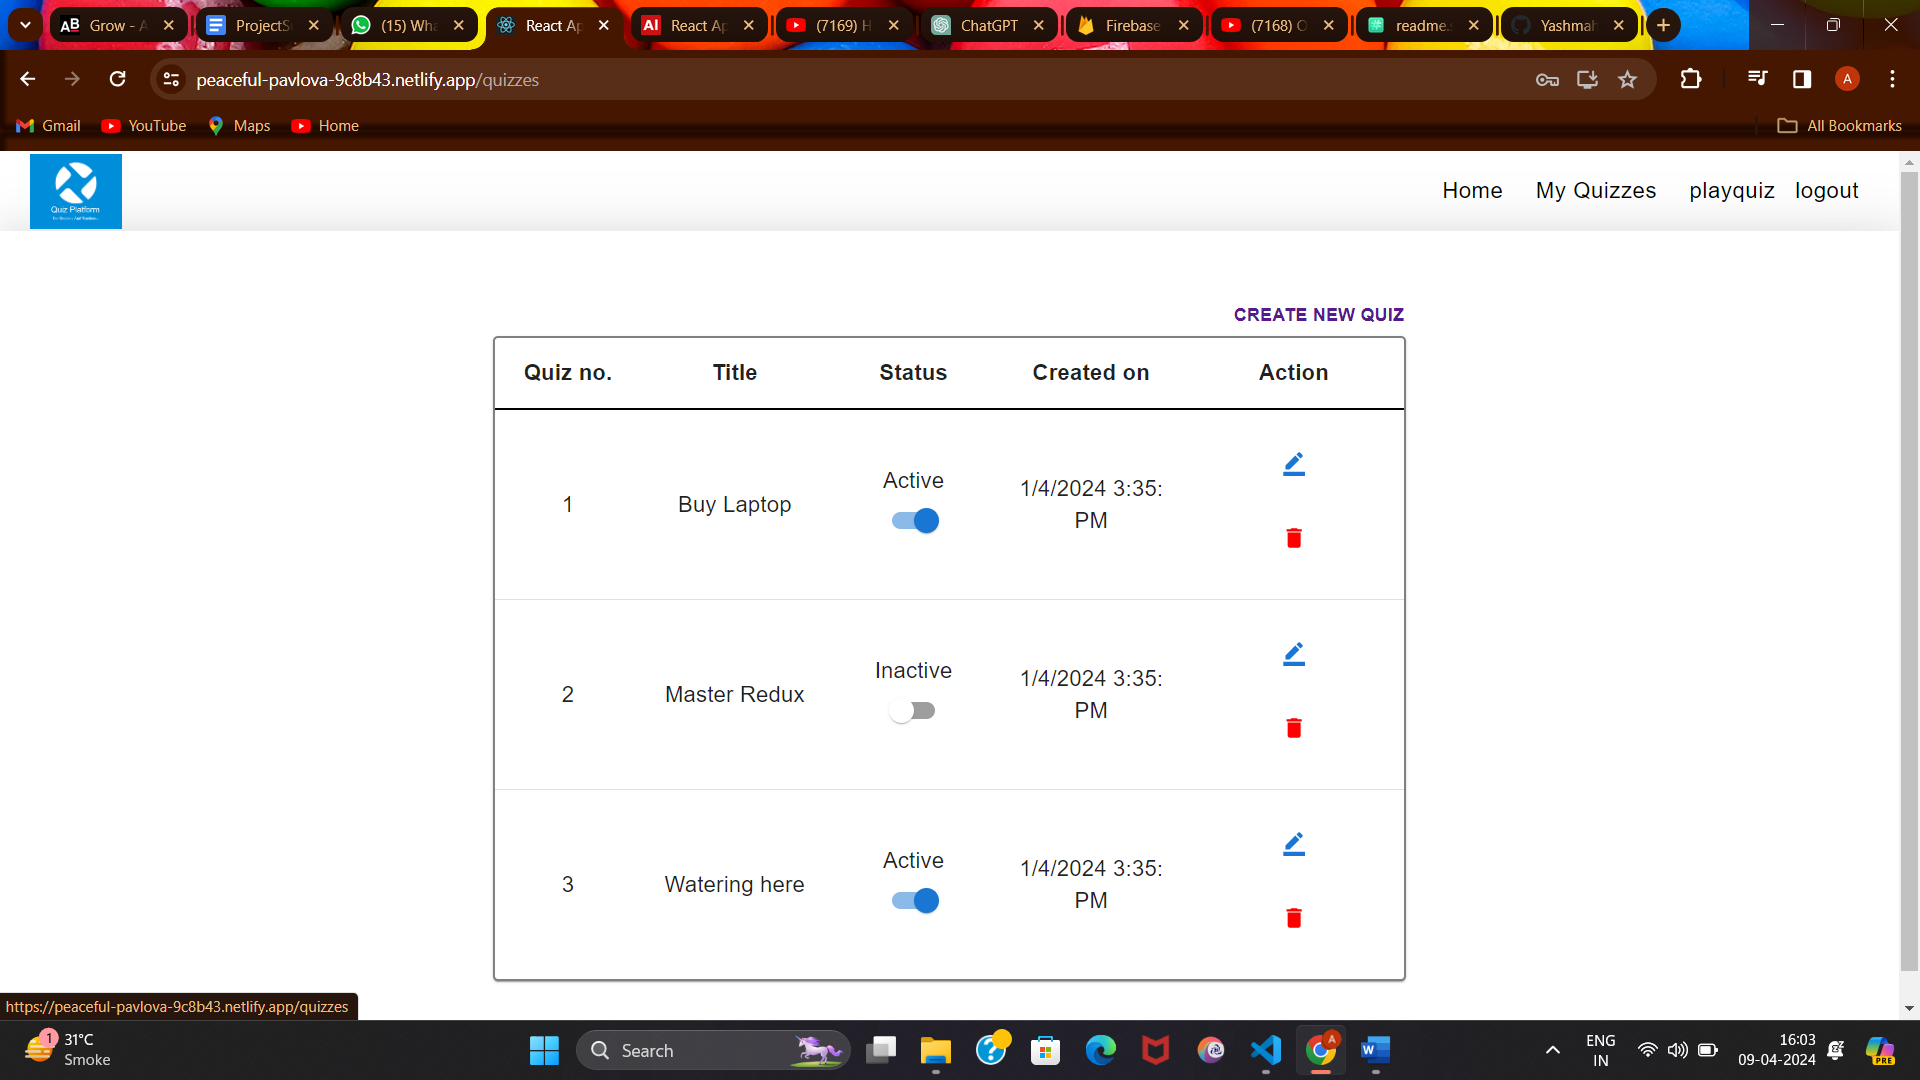 Grow - A
ProjectS
(15) Wha
React Ap
AI React Ap
(7169) H
ChatGPT
Firebase
(7168) O
readme.
Yashmah
peaceful-pavlova-9c8b43.netlify.app/quizzes
A
Gmail
YouTube
Maps
Home
All Bookmarks
Quiz Platform
Home
My Quizzes
playquiz
logout
CREATE NEW QUIZ
Quiz no. Title Status Created on Action
1 Buy Laptop Active 1/4/2024 3:35:
PM
2 Master Redux Inactive 1/4/2024 3:35:
PM
3 Watering here Active 1/4/2024 3:35:
PM
https://peaceful-pavlova-9c8b43.netlify.app/quizzes
1
31°C
Smoke
Search
A
ENG
IN
16:03
09-04-2024
PRE